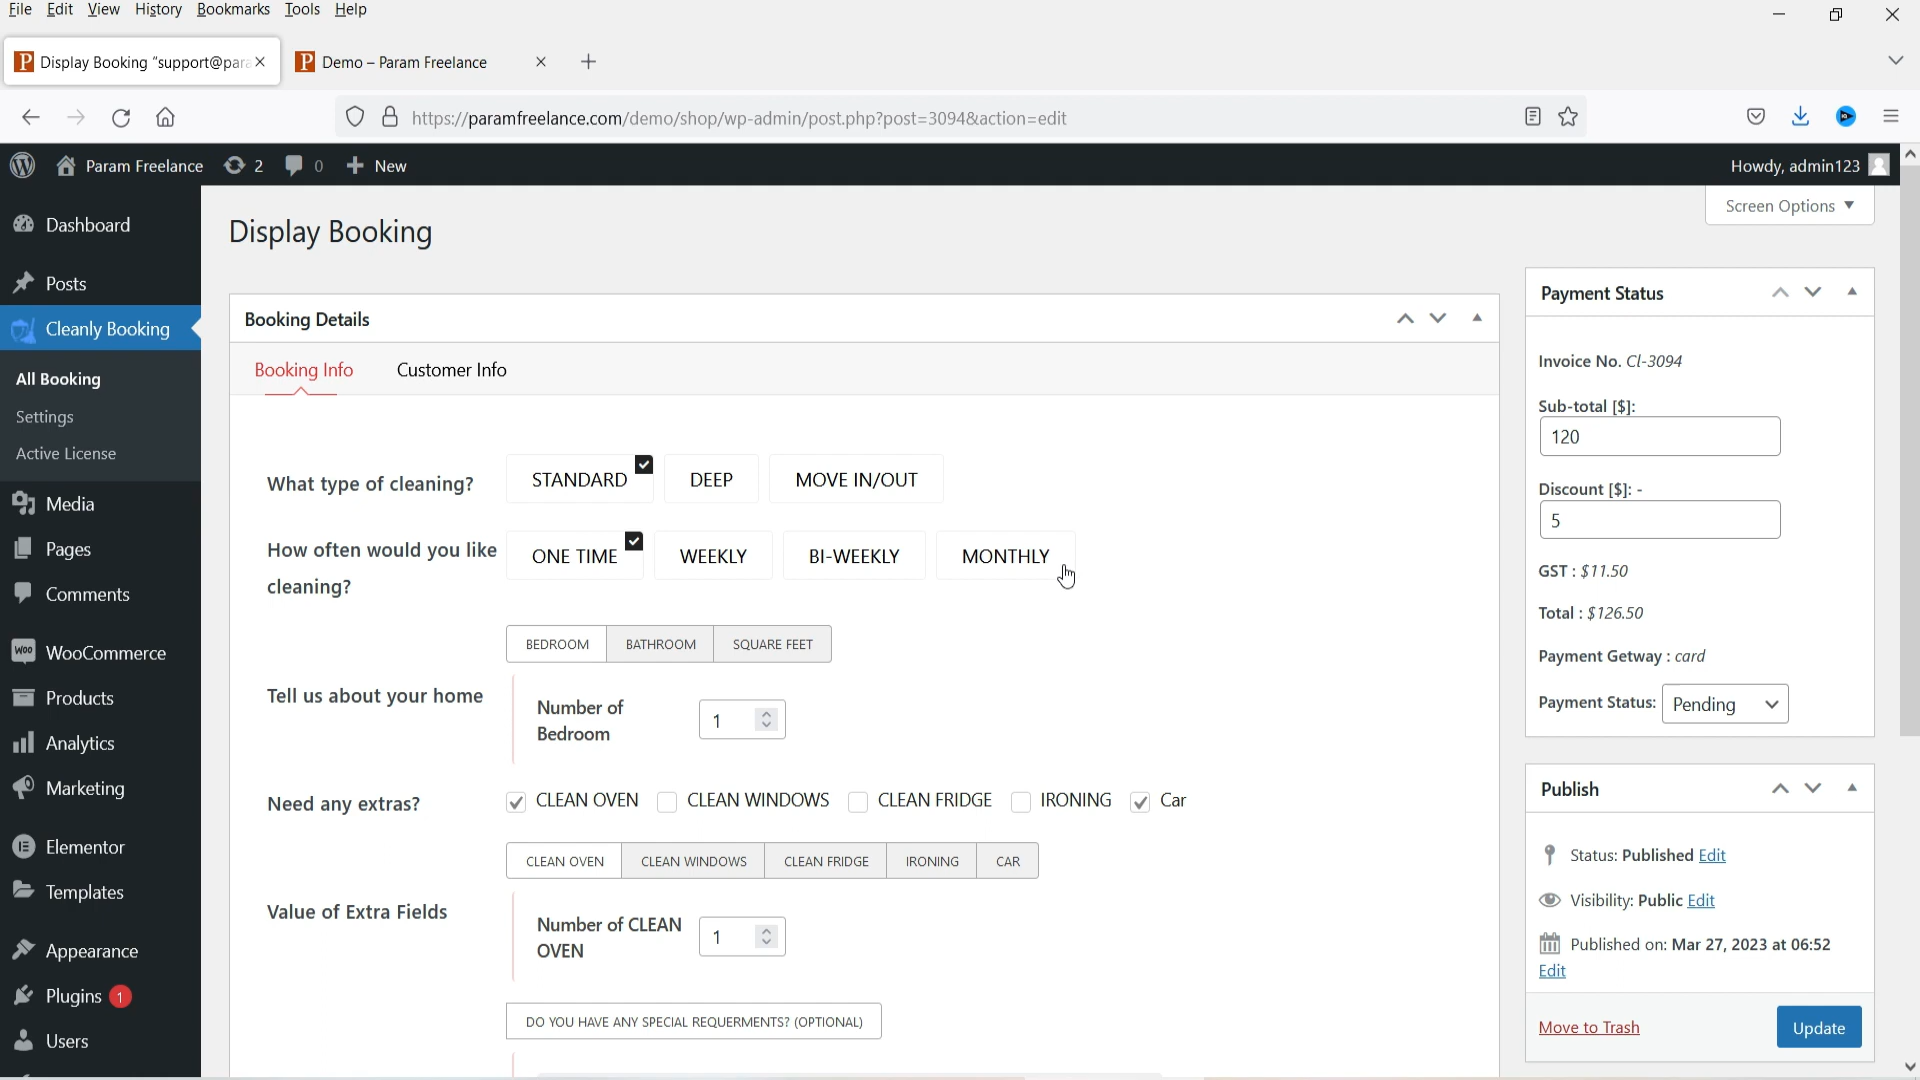 File Edit View History Bookmarks Tools Help
Display Booking "support@para
Demo – Param Freelance
https://paramfreelance.com/demo/shop/wp-admin/post.php?post=3094&action=edit
Param Freelance 2 0 New
Howdy, admin123
Screen Options
Dashboard
Posts
Cleanly Booking
All Booking
Settings
Active License
Media
Pages
Comments
WooCommerce
Products
Analytics
Marketing
Elementor
Templates
Appearance
Plugins 1
Users
Display Booking
Booking Details
Booking Info Customer Info
What type of cleaning? STANDARD DEEP MOVE IN/OUT
How often would you like
cleaning?
ONE TIME WEEKLY BI-WEEKLY MONTHLY
BEDROOM BATHROOM SQUARE FEET
Tell us about your home
Number of
Bedroom
1
Need any extras? CLEAN OVEN CLEAN WINDOWS CLEAN FRIDGE IRONING Car
CLEAN OVEN CLEAN WINDOWS CLEAN FRIDGE IRONING CAR
Value of Extra Fields
Number of CLEAN
OVEN
1
DO YOU HAVE ANY SPECIAL REQUERMENTS? (OPTIONAL)
Payment Status
Invoice No. Cl-3094
Sub-total [$]:
120
Discount [$]: -
5
GST : $11.50
Total : $126.50
Payment Getway : card
Payment Status: Pending
Publish
Status: Published Edit
Visibility: Public Edit
Published on: Mar 27, 2023 at 06:52
Edit
Move to Trash Update